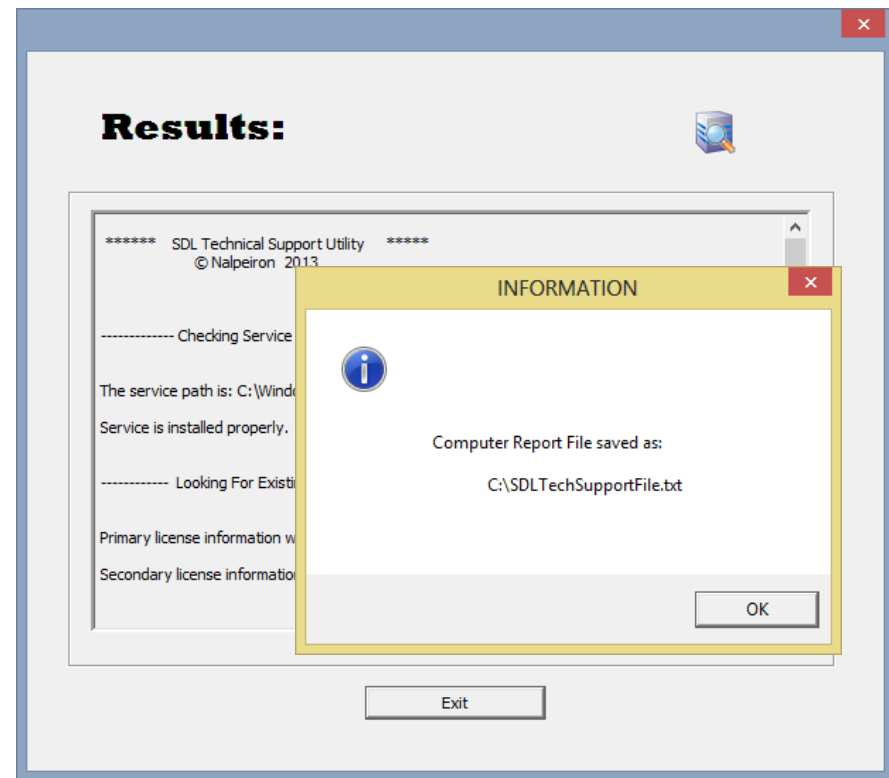 Results:
****** SDL Technical Support Utility *****
© Nalpeiron 2013
------------- Checking Service
The service path is: C:\Windo
Service is installed properly.
------------ Looking For Existi
Primary license information w
Secondary license information
INFORMATION
Computer Report File saved as:
C:\SDLTechSupportFile.txt
OK
Exit